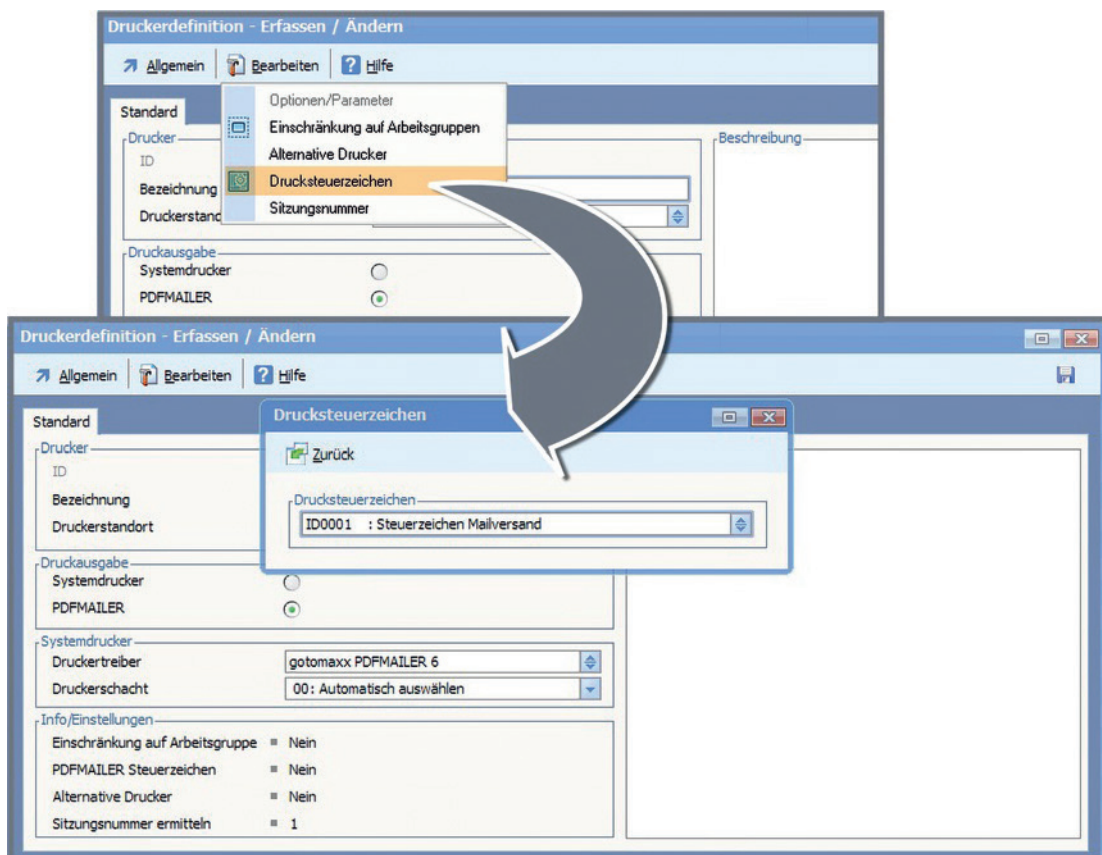 Druckerdefinition - Erfassen / Ändern
Allgemein Bearbeiten Hilfe
Optionen/Parameter
Einschränkung auf Arbeitsgruppen
Alternative Drucker
Drucksteuerzeichen
Sitzungsnummer
Standard
Drucker
ID
Bezeichnung
Druckerstand
Beschreibung
Druckausgabe
Systemdrucker
PDFMAILER
Druckerdefinition - Erfassen / Ändern
Allgemein Bearbeiten Hilfe
Drucksteuerzeichen
Zurück
Drucksteuerzeichen
ID0001 : Steuerzeichen Mailversand
Standard
Drucker
ID
Bezeichnung
Druckerstandort
Druckausgabe
Systemdrucker
PDFMAILER
Systemdrucker
Druckertreiber gotomaxx PDFMAILER 6
Druckerschacht 00: Automatisch auswählen
Info/Einstellungen
Einschränkung auf Arbeitsgruppe Nein
PDFMAILER Steuerzeichen Nein
Alternative Drucker Nein
Sitzungsnummer ermitteln 1